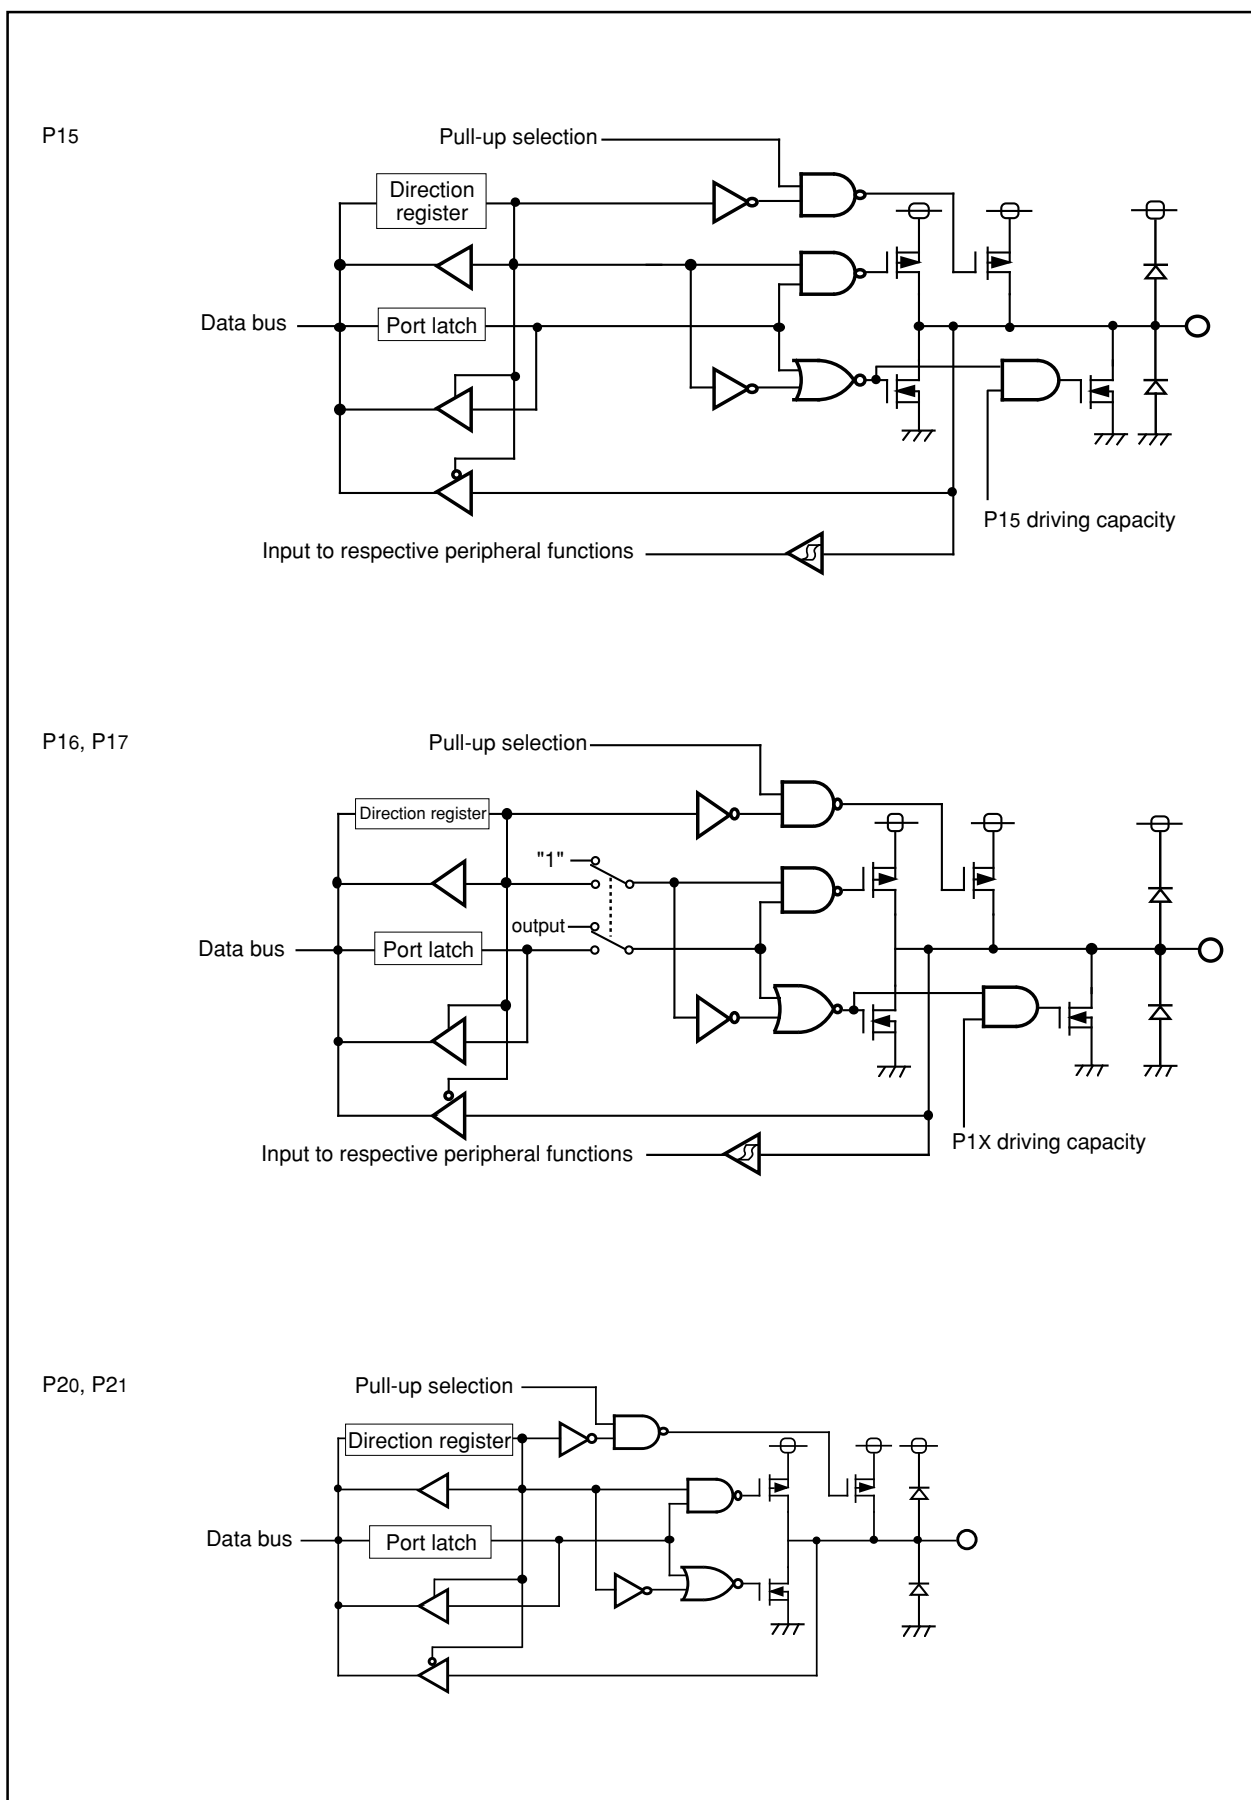 P15
Pull-up selection
Direction
register
Data bus
Port latch
P15 driving capacity
Input to respective peripheral functions
P16, P17
Pull-up selection
Direction register
"1"
output
Data bus
Port latch
P1X driving capacity
Input to respective peripheral functions
P20, P21
Pull-up selection
Direction register
Data bus
Port latch